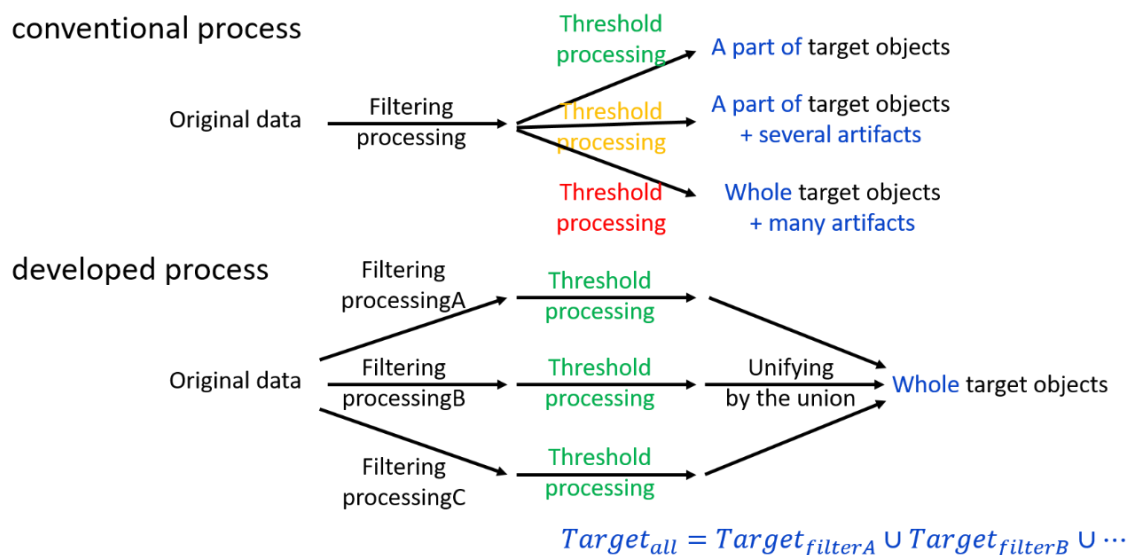 conventional process
Original data
Filtering
processing
Threshold
processing
A part of target objects
Threshold
processing
A part of target objects
+ several artifacts
Threshold
processing
Whole target objects
+ many artifacts
developed process
Original data
Filtering
processingA
Threshold
processing
Filtering
processingB
Threshold
processing
Unifying
by the union
Whole target objects
Filtering
processingC
Threshold
processing
Target_all = Target_filterA ∪ Target_filterB ∪ ⋯